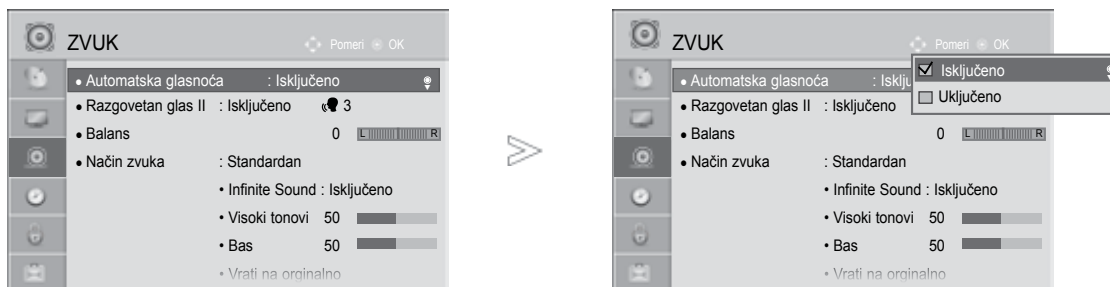 ZVUK
Pomeri OK
• Automatska glasnoća : Isključeno
• Razgovetan glas II : Isključeno 3
• Balans 0 L R
• Način zvuka : Standardan
• Infinite Sound : Isključeno
• Visoki tonovi 50
• Bas 50
• Vrati na orginalno
>
ZVUK
Pomeri OK
• Automatska glasnoća : Isklju
Isključeno
Uključeno
• Razgovetan glas II : Isključeno
• Balans 0 L R
• Način zvuka : Standardan
• Infinite Sound : Isključeno
• Visoki tonovi 50
• Bas 50
• Vrati na orginalno